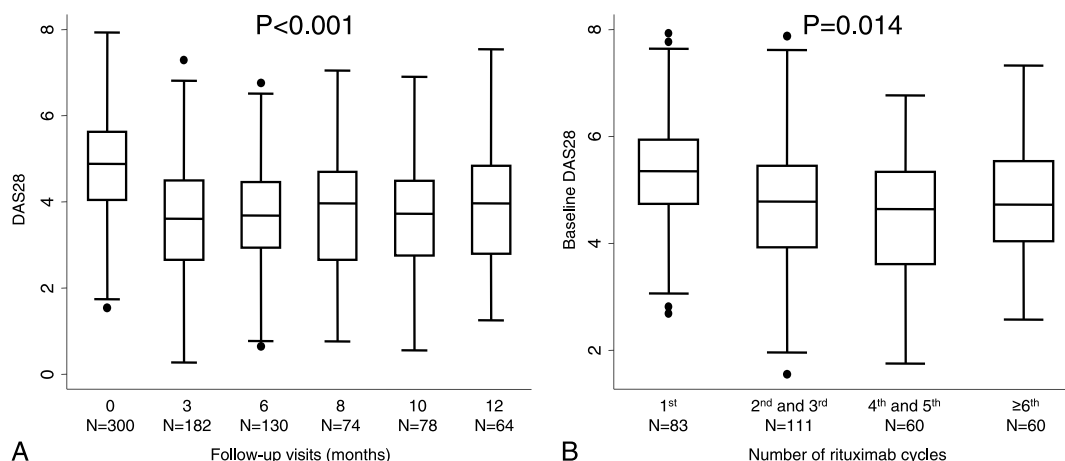 P<0.001
8
6
4
2
0
DAS28
0 3 6 8 10 12
N=300 N=182 N=130 N=74 N=78 N=64
A Follow-up visits (months)
P=0.014
8
6
4
2
Baseline DAS28
1st 2nd and 3rd 4th and 5th ≥6th
N=83 N=111 N=60 N=60
B Number of rituximab cycles